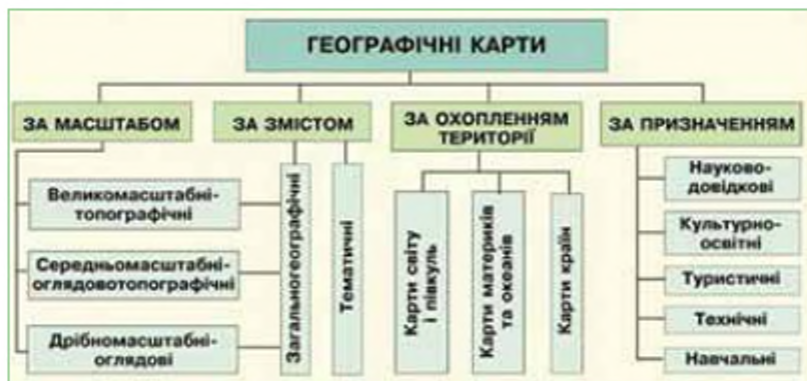 ГЕОГРАФІЧНІ КАРТИ
ЗА МАСШТАБОМ
Великомасштабні-
топографічні
Середньомасштабні-
оглядовотопографічні
Дрібномасштабні-
оглядові
ЗА ЗМІСТОМ
Загальногеографічні
Тематичні
ЗА ОХОПЛЕННЯМ
ТЕРИТОРІЇ
Карти світу
і півкуль
Карти материків
та океанів
Карти країн
ЗА ПРИЗНАЧЕННЯМ
Науково-
довідкові
Культурно-
освітні
Туристичні
Технічні
Навчальні